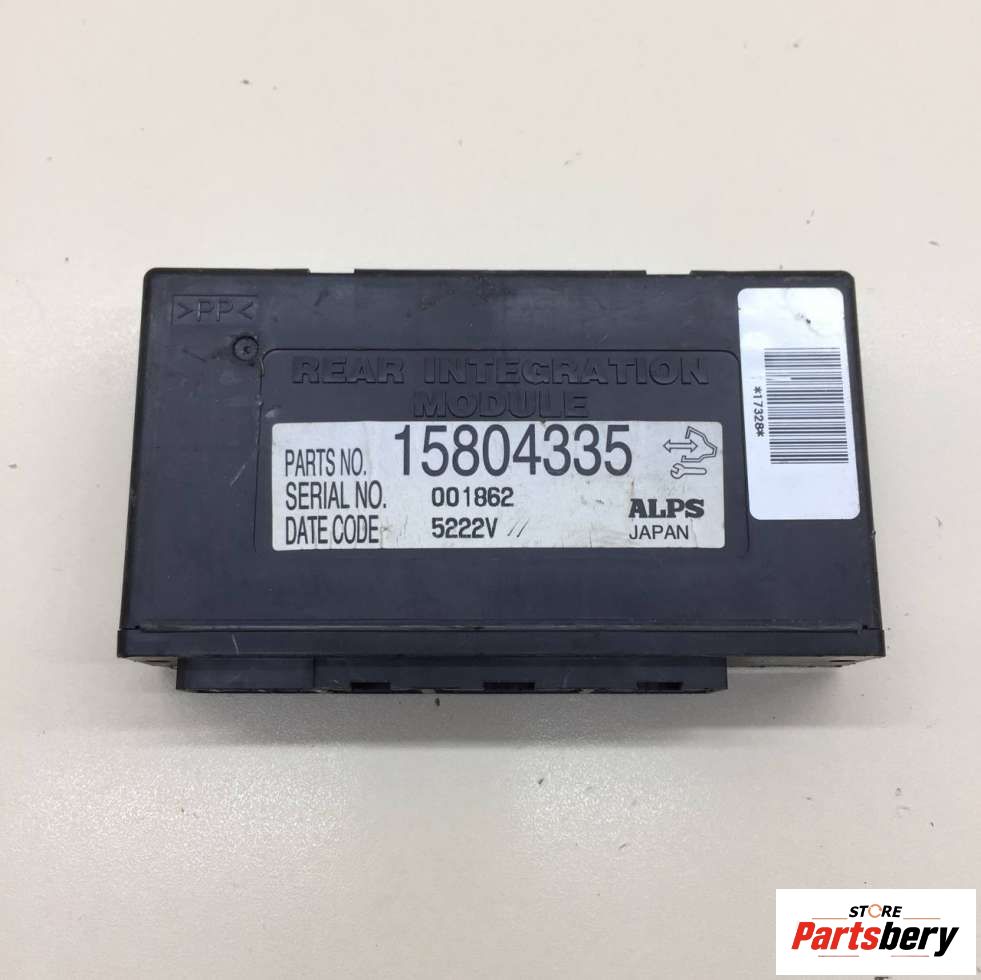 >PP<
REAR INTEGRATION
MODULE
PARTS NO. 15804335
SERIAL NO. 001862
DATE CODE 5222V
ALPS
JAPAN
*17328*
STORE
Partsbery